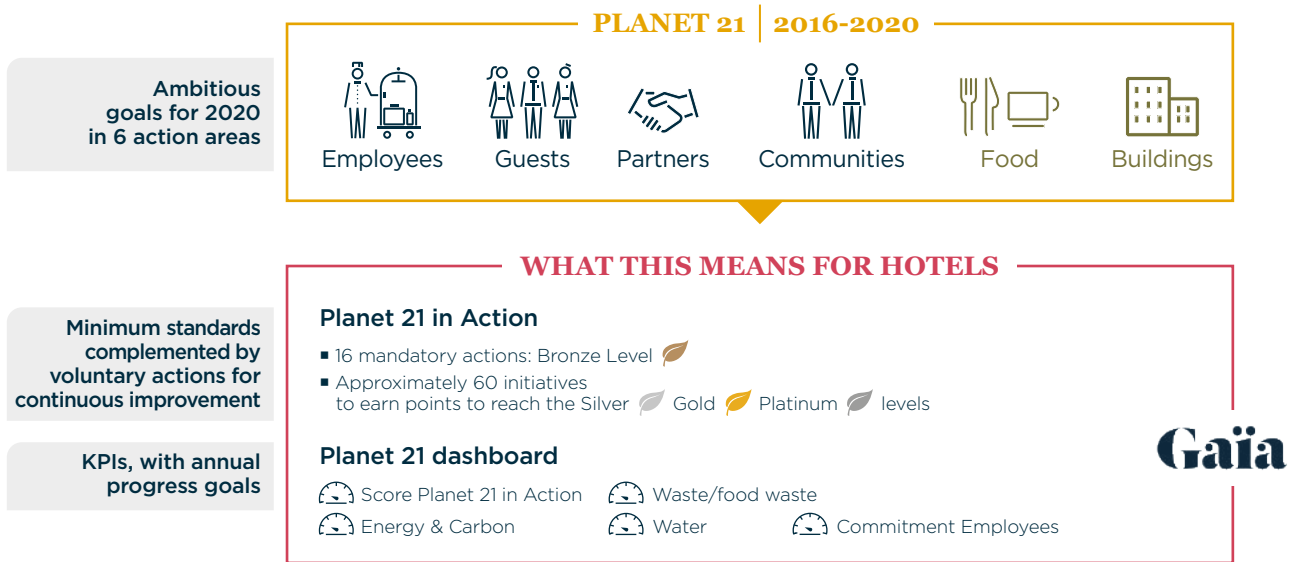 PLANET 21 | 2016-2020
Ambitious
goals for 2020
in 6 action areas
Employees
Guests
Partners
Communities
Food
Buildings
WHAT THIS MEANS FOR HOTELS
Minimum standards
complemented by
voluntary actions for
continuous improvement
Planet 21 in Action
▪ 16 mandatory actions: Bronze Level
▪ Approximately 60 initiatives
to earn points to reach the Silver Gold Platinum levels
Gaïa
KPIs, with annual
progress goals
Planet 21 dashboard
Score Planet 21 in Action
Waste/food waste
Energy & Carbon
Water
Commitment Employees